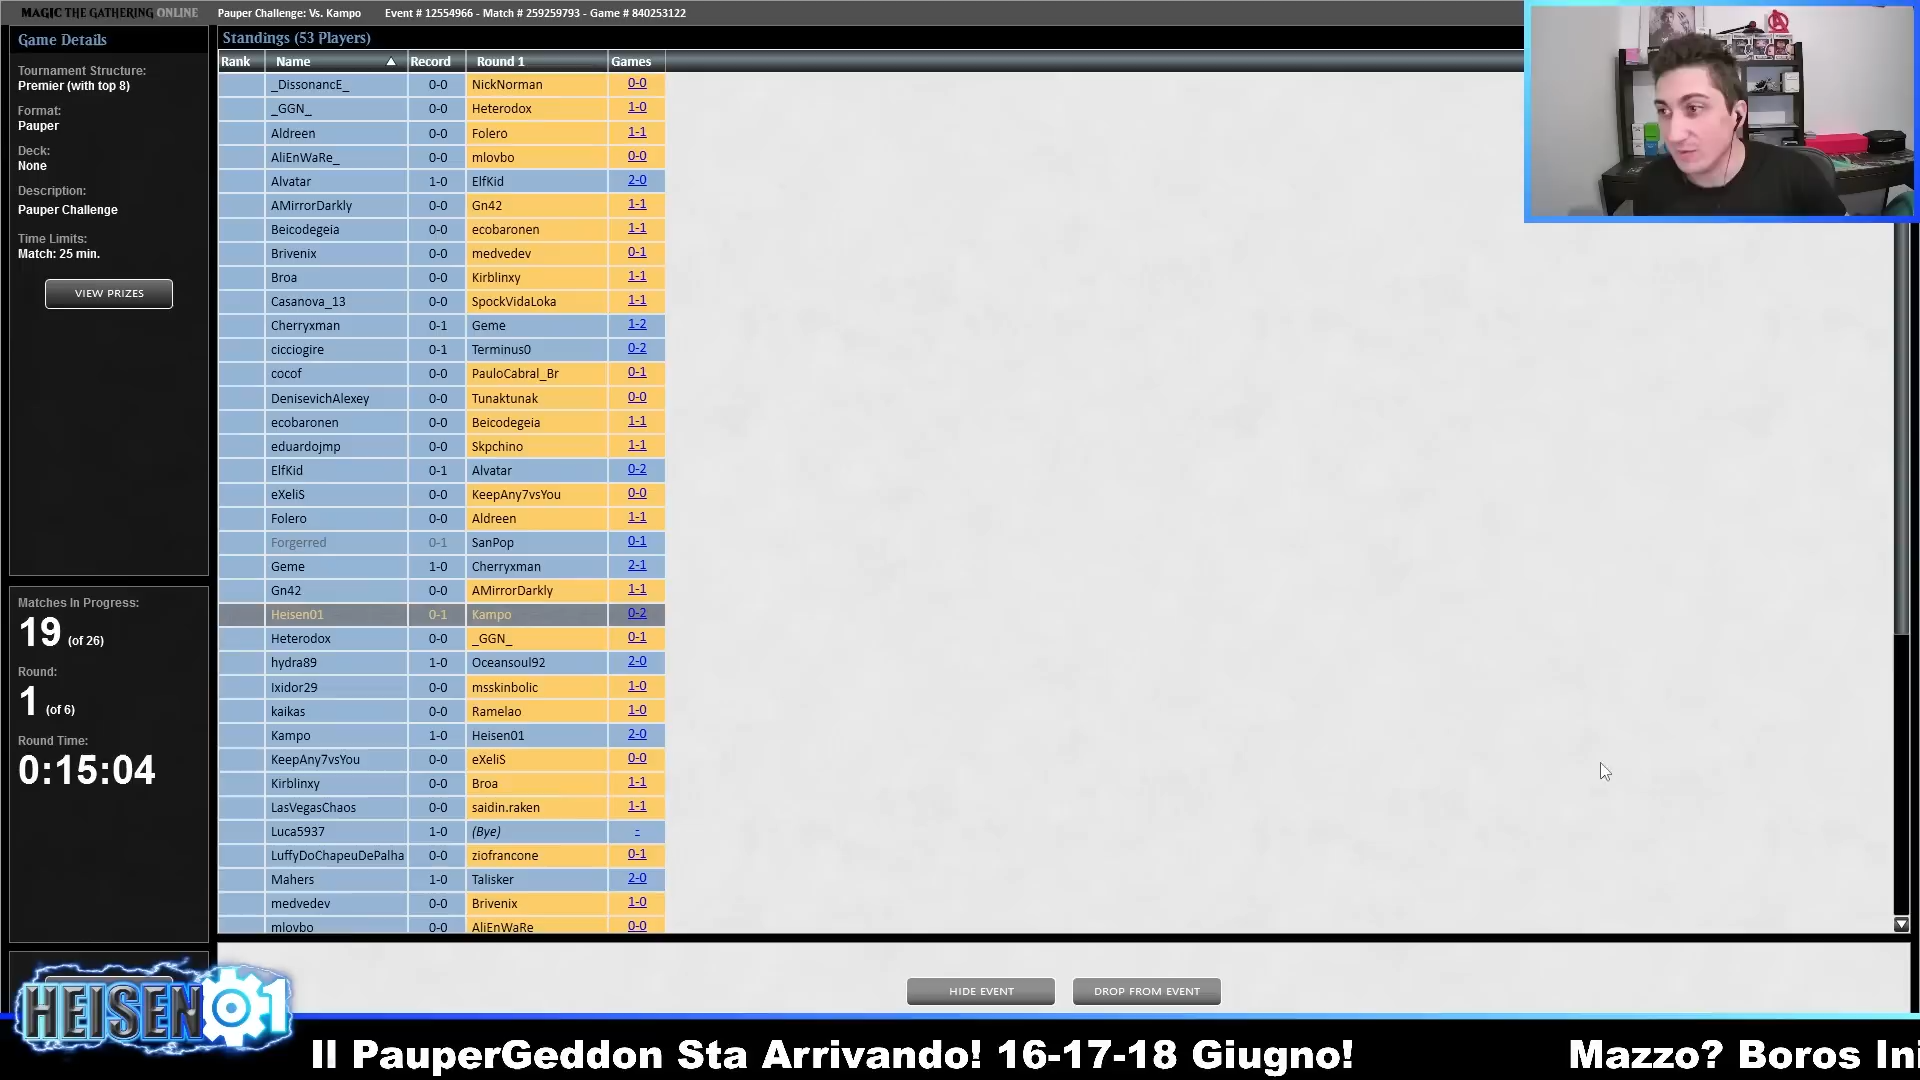 MAGIC THE GATHERING ONLINE Pauper Challenge: Vs. Kampo Event # 12554966 - Match # 259259793 - Game # 840253122
Game Details
Tournament Structure:
Premier (with top 8)
Format:
Pauper
Deck:
None
Description:
Pauper Challenge
Time Limits:
Match: 25 min.
VIEW PRIZES
Matches In Progress:
19 (of 26)
Round:
1 (of 6)
Round Time:
0:15:04
Standings (53 Players)
Rank Name Record Round 1 Games
_DissonancE_ 0-0 NickNorman 0-0
_GGN_ 0-0 Heterodox 1-0
Aldreen 0-0 Folero 1-1
AliEnWaRe_ 0-0 mlovbo 0-0
Alvatar 1-0 ElfKid 2-0
AMirrorDarkly 0-0 Gn42 1-1
Beicodegeia 0-0 ecobaronen 1-1
Brivenix 0-0 medvedev 0-1
Broa 0-0 Kirblinxy 1-1
Casanova_13 0-0 SpockVidaLoka 1-1
Cherryxman 0-1 Geme 1-2
cicciogire 0-1 Terminus0 0-2
cocof 0-0 PauloCabral_Br 0-1
DenisevichAlexey 0-0 Tunaktunak 0-0
ecobaronen 0-0 Beicodegeia 1-1
eduardojmp 0-0 Skpchino 1-1
ElfKid 0-1 Alvatar 0-2
eXeliS 0-0 KeepAny7vsYou 0-0
Folero 0-0 Aldreen 1-1
Forgerred 0-1 SanPop 0-1
Geme 1-0 Cherryxman 2-1
Gn42 0-0 AMirrorDarkly 1-1
Heisen01 0-1 Kampo 0-2
Heterodox 0-0 _GGN_ 0-1
hydra89 1-0 Oceansoul92 2-0
Ixidor29 0-0 msskinbolic 1-0
kaikas 0-0 Ramelao 1-0
Kampo 1-0 Heisen01 2-0
KeepAny7vsYou 0-0 eXeliS 0-0
Kirblinxy 0-0 Broa 1-1
LasVegasChaos 0-0 saidin.raken 1-1
Luca5937 1-0 (Bye) -
LuffyDoChapeuDePalha 0-0 ziofrancone 0-1
Mahers 1-0 Talisker 2-0
medvedev 0-0 Brivenix 1-0
mlovbo 0-0 AliEnWaRe 0-0
HIDE EVENT DROP FROM EVENT
HEISEN01
Il PauperGeddon Sta Arrivando! 16-17-18 Giugno! Mazzo? Boros Ini